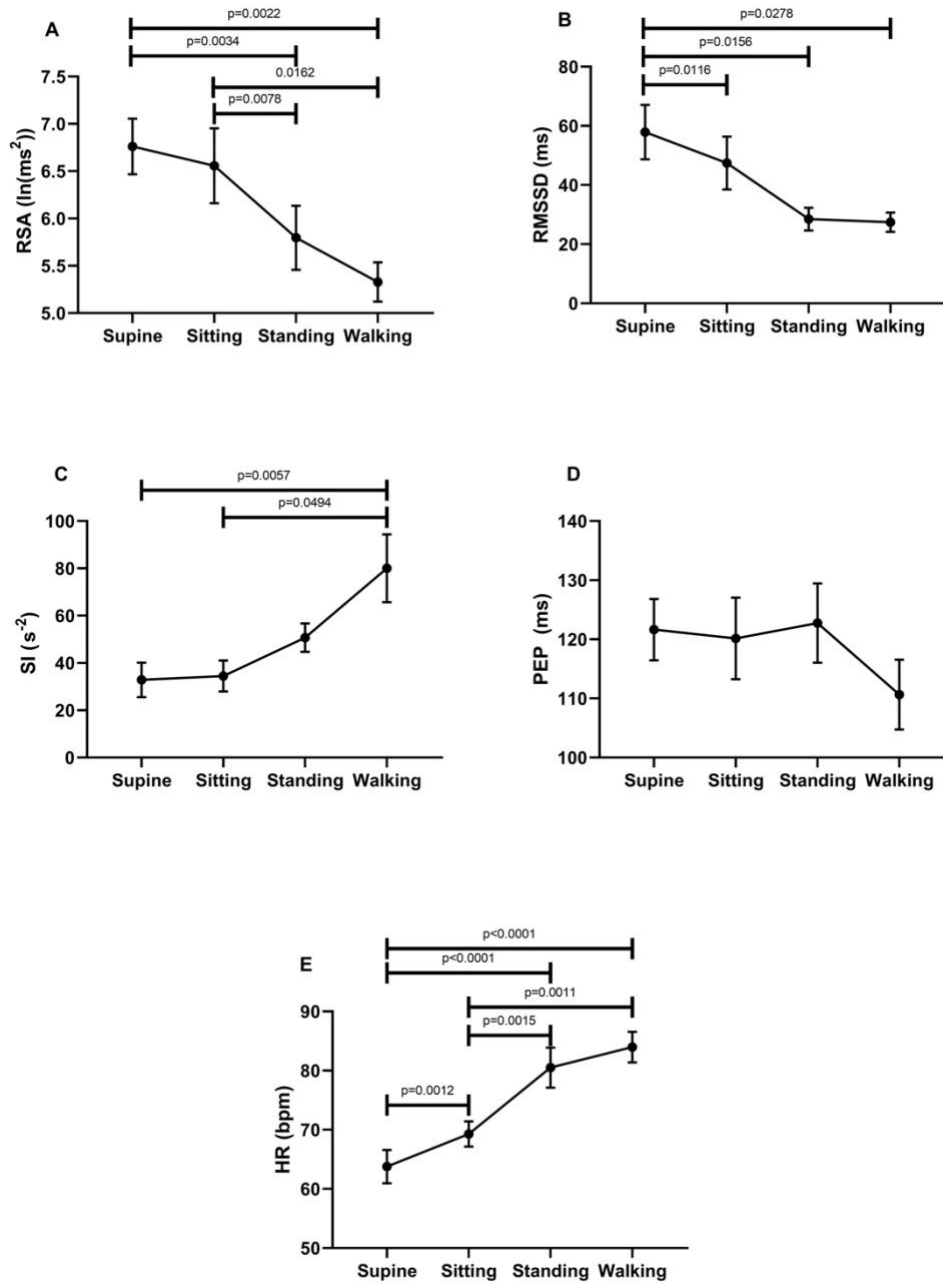 A
p=0.0022
p=0.0034
0.0162
p=0.0078
7.5
7.0
6.5
6.0
5.5
5.0
RSA (ln(ms²))
Supine Sitting Standing Walking
B
p=0.0278
p=0.0156
p=0.0116
80
60
40
20
0
RMSSD (ms)
Supine Sitting Standing Walking
C
p=0.0057
p=0.0494
100
80
60
40
20
0
SI (s⁻²)
Supine Sitting Standing Walking
D
140
130
120
110
100
PEP (ms)
Supine Sitting Standing Walking
E
p<0.0001
p<0.0001
p=0.0011
p=0.0015
p=0.0012
90
80
70
60
50
HR (bpm)
Supine Sitting Standing Walking